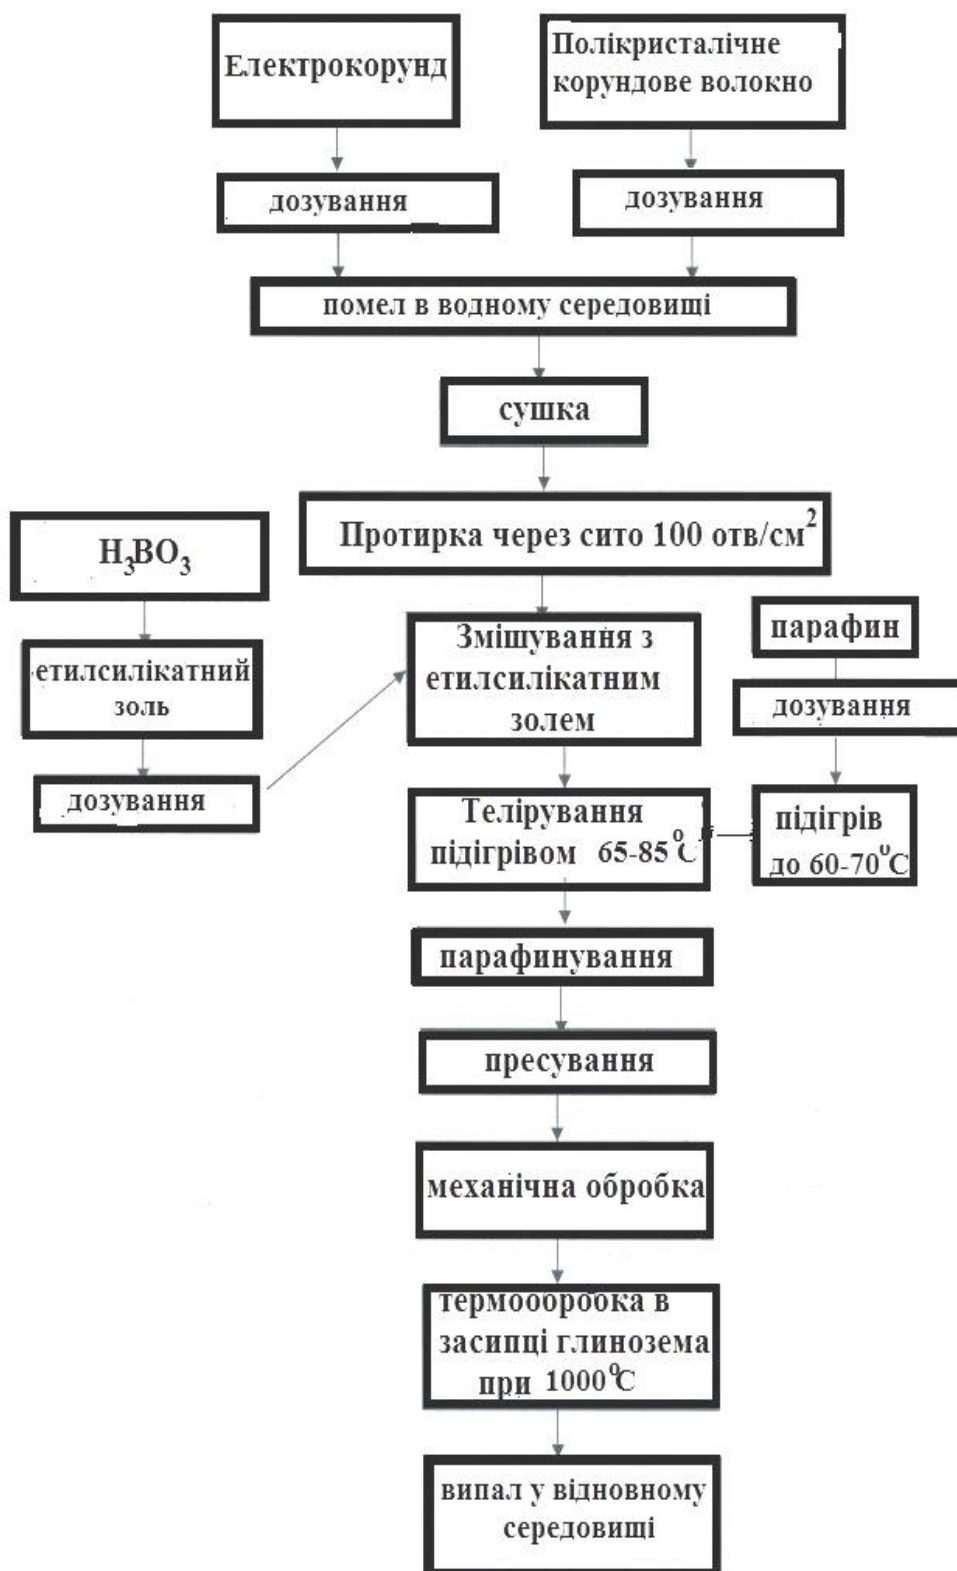 Електрокорунд
Полікристалічне
корундове волокно
дозування
дозування
помел в водному середовищі
сушка
Протирка через сито 100 отв/см²
H₃BO₃
етилсилікатний
золь
дозування
Змішування з
етилсилікатним
золем
парафин
дозування
підігрів
до 60-70°C
Телірування
підігрівом 65-85°C
парафинування
пресування
механічна обробка
термообробка в
засипці глинозема
при 1000°C
випал у відновному
середовищі